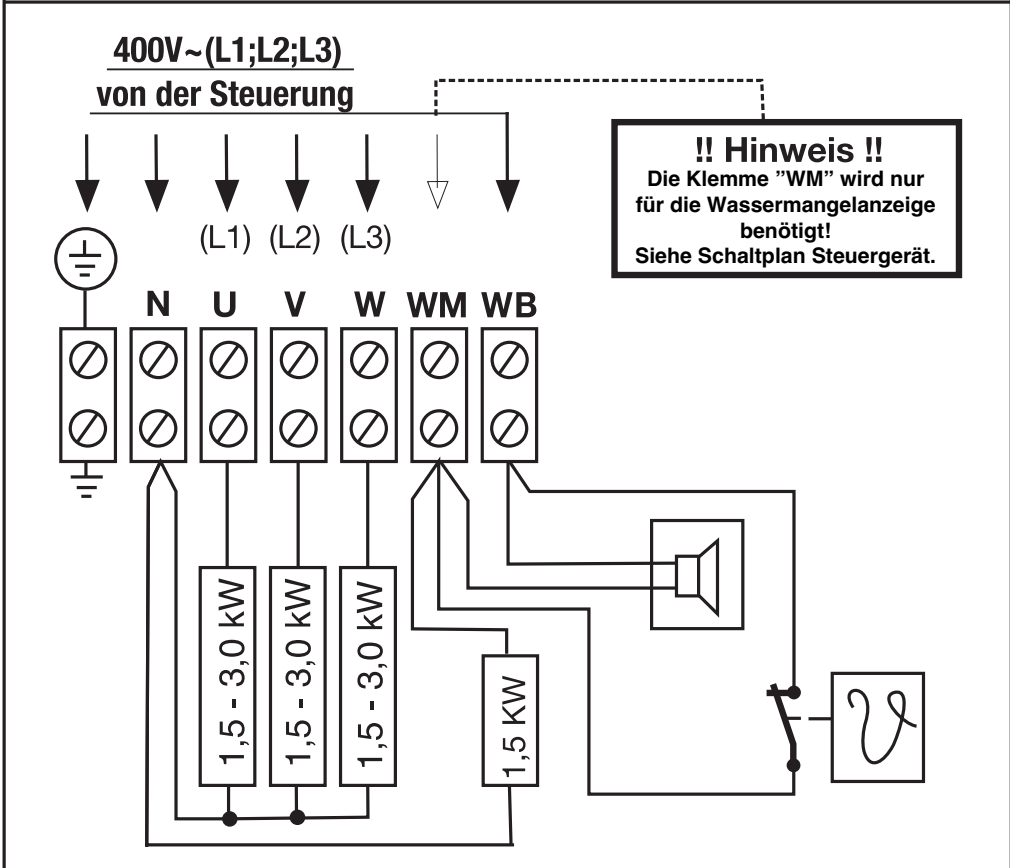 400V~(L1;L2;L3)
von der Steuerung
!! Hinweis !!
Die Klemme ”WM” wird nur
für die Wassermangelanzeige
benötigt!
Siehe Schaltplan Steuergerät.
(L1) (L2) (L3)
N U V W WM WB
1,5 - 3,0 kW
1,5 - 3,0 kW
1,5 - 3,0 kW
1,5 KW